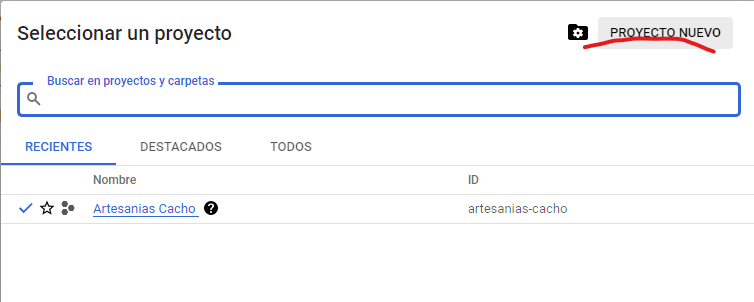 Seleccionar un proyecto
PROYECTO NUEVO
Buscar en proyectos y carpetas
RECIENTES DESTACADOS TODOS
Nombre ID
Artesanias Cacho artesanias-cacho